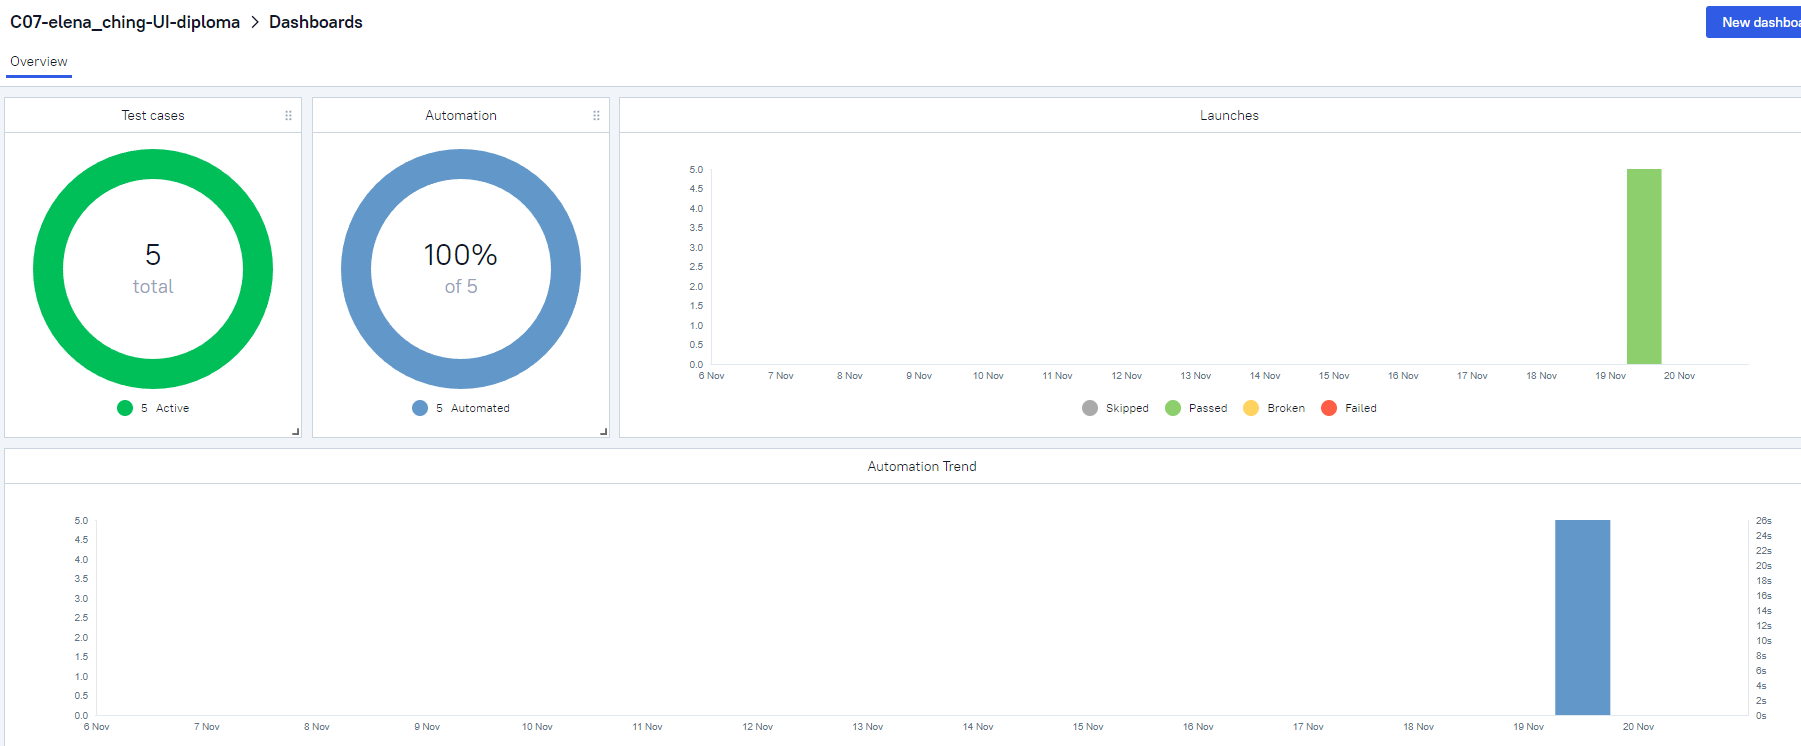 C07-elena_ching-UI-diploma > Dashboards
New dashboa
Overview
Test cases
5
total
5 Active
Automation
100%
of 5
5 Automated
Launches
5.0
4.5
4.0
3.5
3.0
2.5
2.0
1.5
1.0
0.5
0.0
6 Nov 7 Nov 8 Nov 9 Nov 10 Nov 11 Nov 12 Nov 13 Nov 14 Nov 15 Nov 16 Nov 17 Nov 18 Nov 19 Nov 20 Nov
Skipped Passed Broken Failed
Automation Trend
5.0
4.5
4.0
3.5
3.0
2.5
2.0
1.5
1.0
0.5
0.0
26s
24s
22s
20s
18s
16s
14s
12s
10s
8s
6s
4s
2s
0s
6 Nov 7 Nov 8 Nov 9 Nov 10 Nov 11 Nov 12 Nov 13 Nov 14 Nov 15 Nov 16 Nov 17 Nov 18 Nov 19 Nov 20 Nov